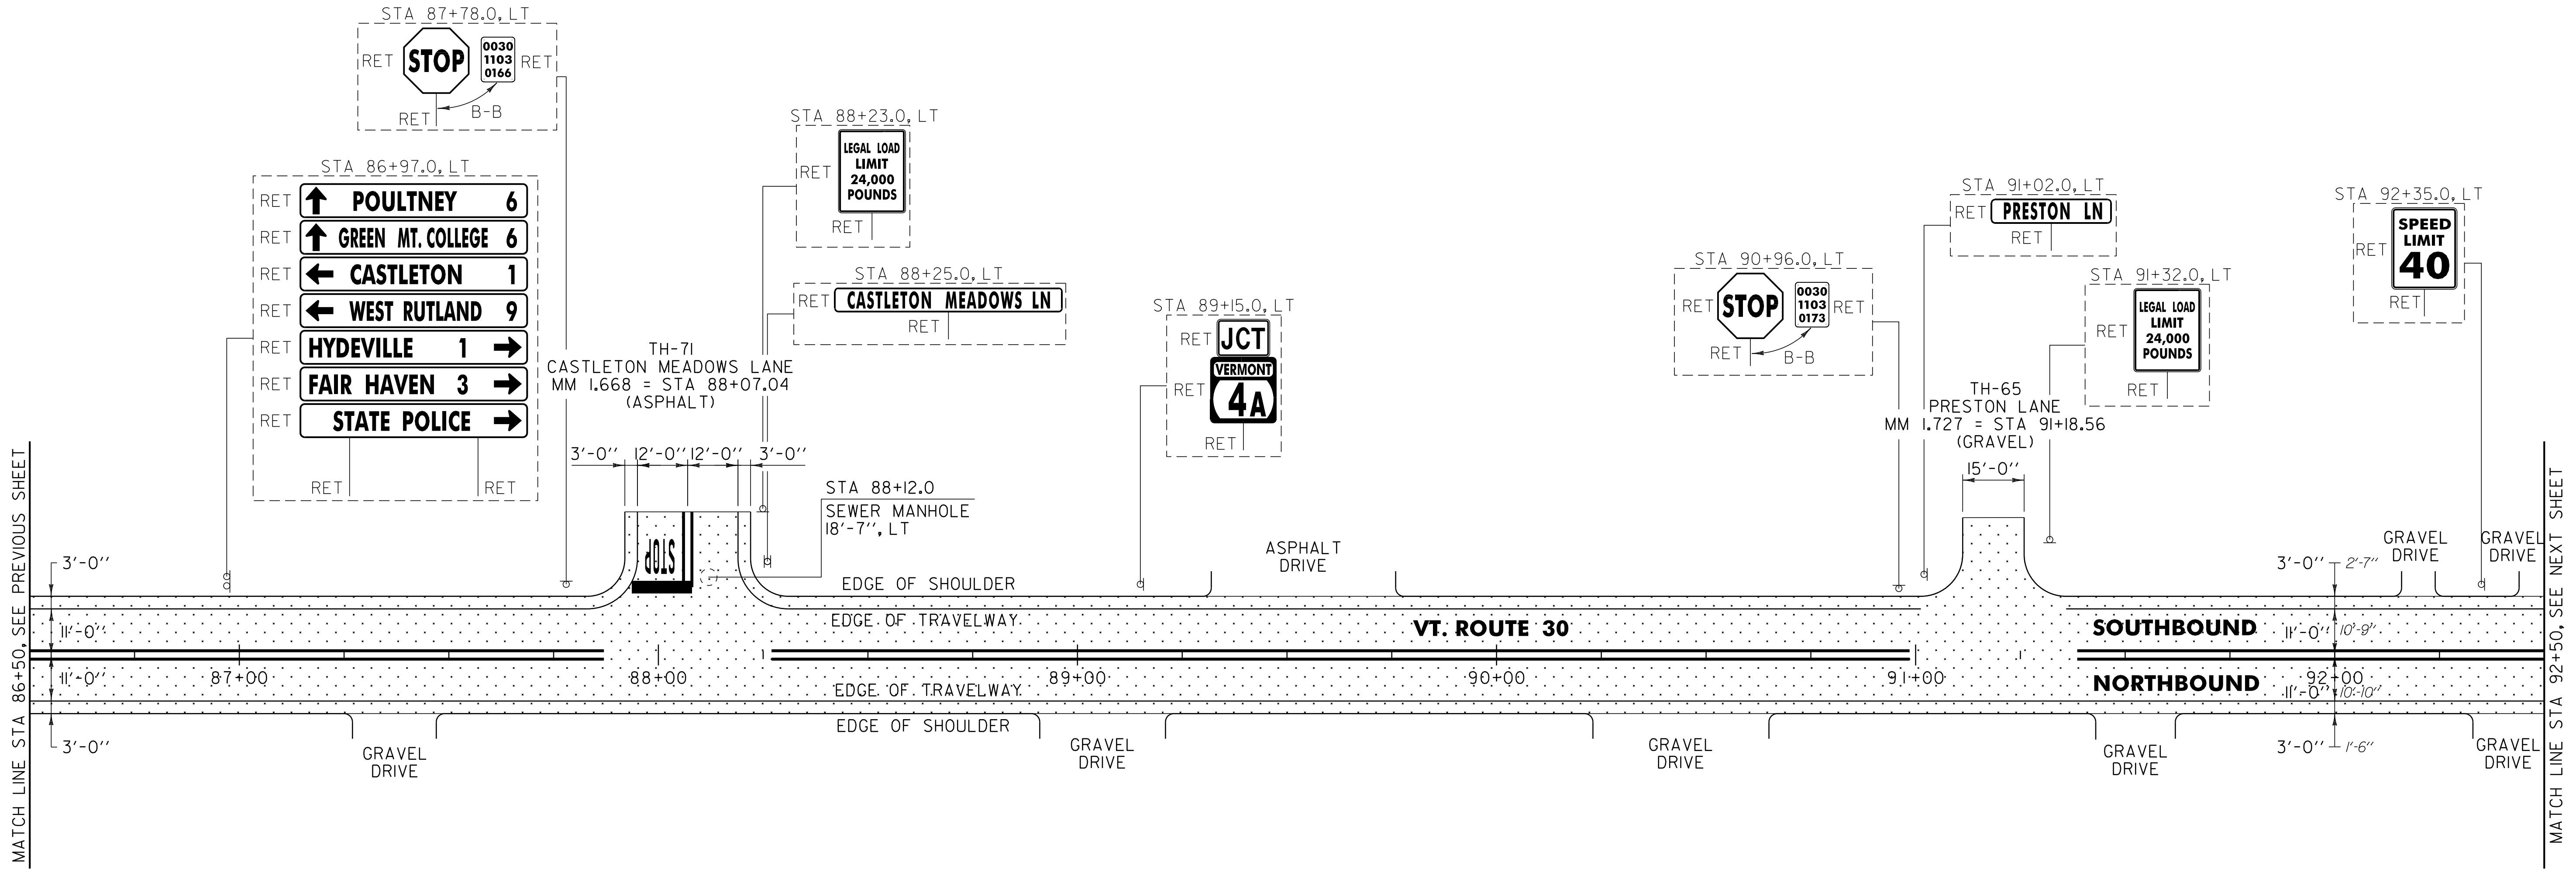 STA 87+78.0, LT
RET
STOP
0030
1103
0166
RET
RET
B-B
STA 86+97.0, LT
RET
POULTNEY 6
RET
GREEN MT. COLLEGE 6
RET
CASTLETON 1
RET
WEST RUTLAND 9
RET
HYDEVILLE 1
RET
FAIR HAVEN 3
RET
STATE POLICE
RET
RET
TH-71
CASTLETON MEADOWS LANE
MM 1.668 = STA 88+07.04
(ASPHALT)
STA 88+23.0, LT
RET
LEGAL LOAD
LIMIT
24,000
POUNDS
RET
STA 88+25.0, LT
RET
CASTLETON MEADOWS LN
RET
STA 89+15.0, LT
RET
JCT
RET
VERMONT
4A
RET
STA 90+96.0, LT
RET
STOP
0030
1103
0173
RET
RET
B-B
STA 91+02.0, LT
RET
PRESTON LN
RET
STA 91+32.0, LT
RET
LEGAL LOAD
LIMIT
24,000
POUNDS
RET
STA 92+35.0, LT
RET
SPEED
LIMIT
40
RET
TH-65
PRESTON LANE
MM 1.727 = STA 91+18.56
(GRAVEL)
3'-0''
12'-0''
12'-0''
3'-0''
15'-0''
STA 88+12.0
SEWER MANHOLE
18'-7'', LT
STOP
ASPHALT
DRIVE
GRAVEL
DRIVE
GRAVEL
DRIVE
3'-0''
11'-0''
11'-0''
3'-0''
EDGE OF SHOULDER
EDGE OF TRAVELWAY
VT. ROUTE 30
SOUTHBOUND
3'-0'' 2'-7''
11'-0'' 10'-9''
87+00
88+00
89+00
90+00
91+00
92+00
NORTHBOUND
11'-0'' 10'-10''
3'-0'' 1'-6''
EDGE OF TRAVELWAY
EDGE OF SHOULDER
GRAVEL
DRIVE
GRAVEL
DRIVE
GRAVEL
DRIVE
GRAVEL
DRIVE
GRAVEL
DRIVE
MATCH LINE STA 86+50, SEE PREVIOUS SHEET
MATCH LINE STA 92+50, SEE NEXT SHEET